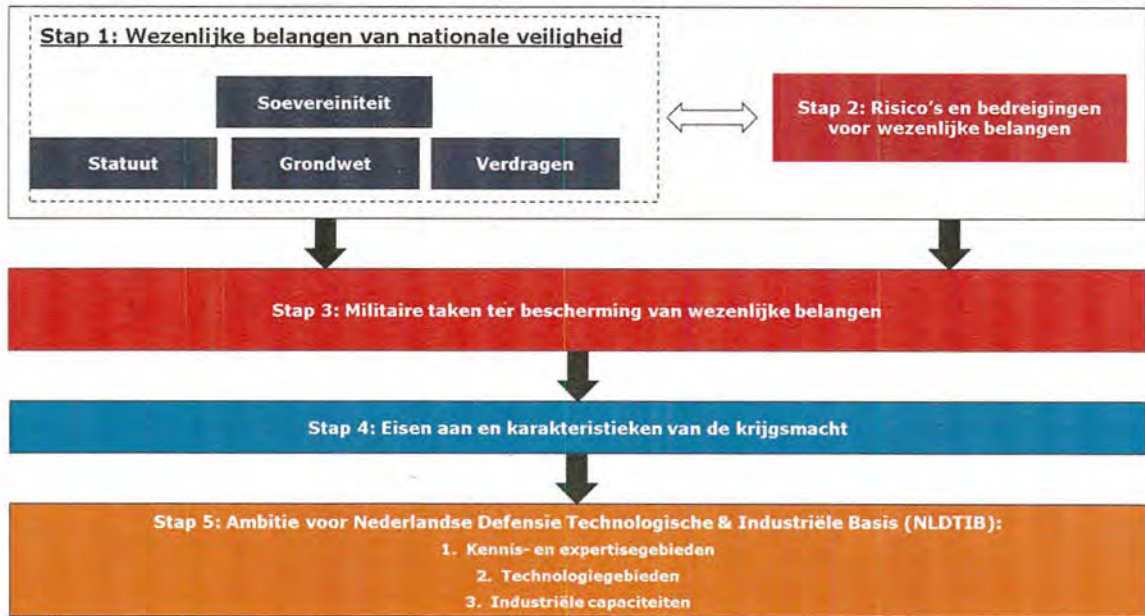 Stap 1: Wezenlijke belangen van nationale veiligheid
Soevereiniteit
Statuut
Grondwet
Verdragen
Stap 2: Risico's en bedreigingen
voor wezenlijke belangen
Stap 3: Militaire taken ter bescherming van wezenlijke belangen
Stap 4: Eisen aan en karakteristieken van de krijgsmacht
Stap 5: Ambitie voor Nederlandse Defensie Technologische & Industriële Basis (NLDTIB):
1. Kennis- en expertisegebieden
2. Technologiegebieden
3. Industriële capaciteiten